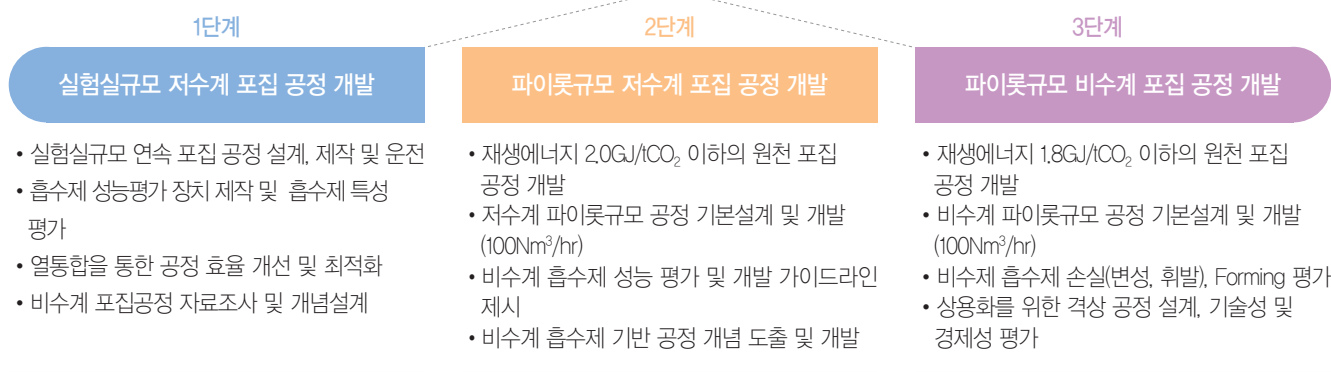 1단계
실험실규모 저수계 포집 공정 개발
• 실험실규모 연속 포집 공정 설계, 제작 및 운전
• 흡수제 성능평가 장치 제작 및 흡수제 특성
평가
• 열통합을 통한 공정 효율 개선 및 최적화
• 비수계 포집공정 자료조사 및 개념설계
2단계
파이롯규모 저수계 포집 공정 개발
• 재생에너지 2.0GJ/tCO₂ 이하의 원천 포집
공정 개발
• 저수계 파이롯규모 공정 기본설계 및 개발
(100Nm³/hr)
• 비수계 흡수제 성능 평가 및 개발 가이드라인
제시
• 비수계 흡수제 기반 공정 개념 도출 및 개발
3단계
파이롯규모 비수계 포집 공정 개발
• 재생에너지 1.8GJ/tCO₂ 이하의 원천 포집
공정 개발
• 비수계 파이롯규모 공정 기본설계 및 개발
(100Nm³/hr)
• 비수제 흡수제 손실(변성, 휘발), Forming 평가
• 상용화를 위한 격상 공정 설계, 기술성 및
경제성 평가